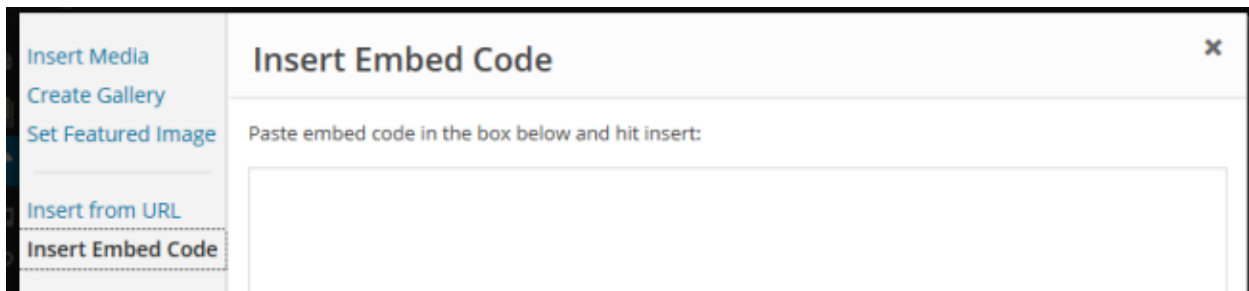 Insert Media
Create Gallery
Set Featured Image
Insert from URL
Insert Embed Code
Insert Embed Code
Paste embed code in the box below and hit insert: